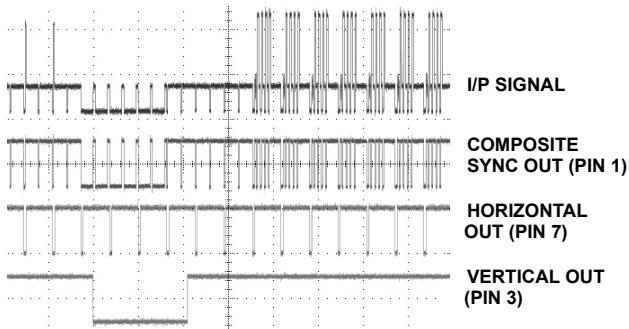 I/P SIGNAL
COMPOSITE
SYNC OUT (PIN 1)
HORIZONTAL
OUT (PIN 7)
VERTICAL OUT
(PIN 3)